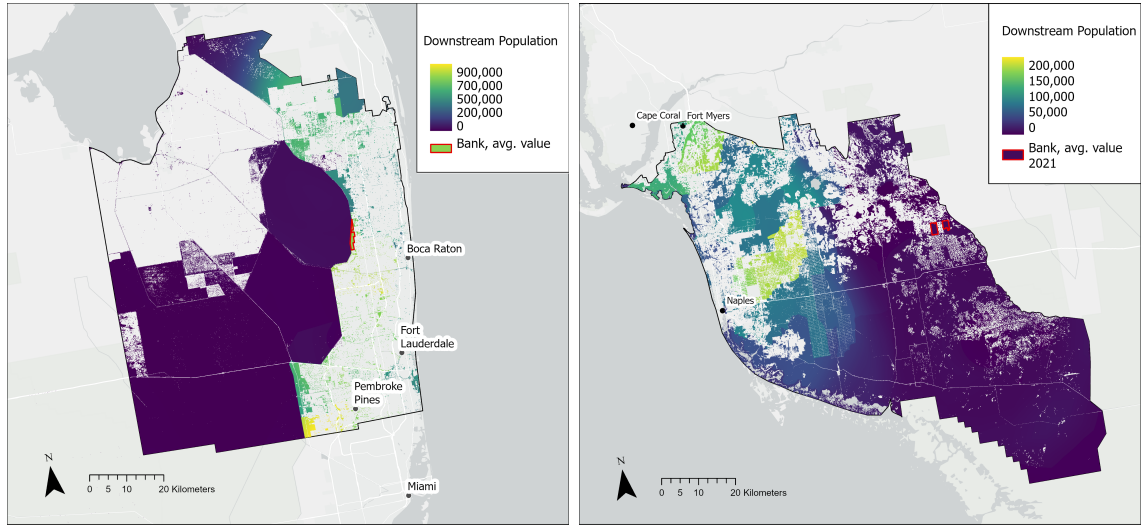 Downstream Population
900,000
700,000
500,000
200,000
0
Bank, avg. value
Boca Raton
Fort
Lauderdale
Pembroke
Pines
Miami
N
0 5 10 20 Kilometers
Downstream Population
200,000
150,000
100,000
50,000
0
Bank, avg. value
2021
Cape Coral
Fort Myers
Naples
N
0 5 10 20 Kilometers